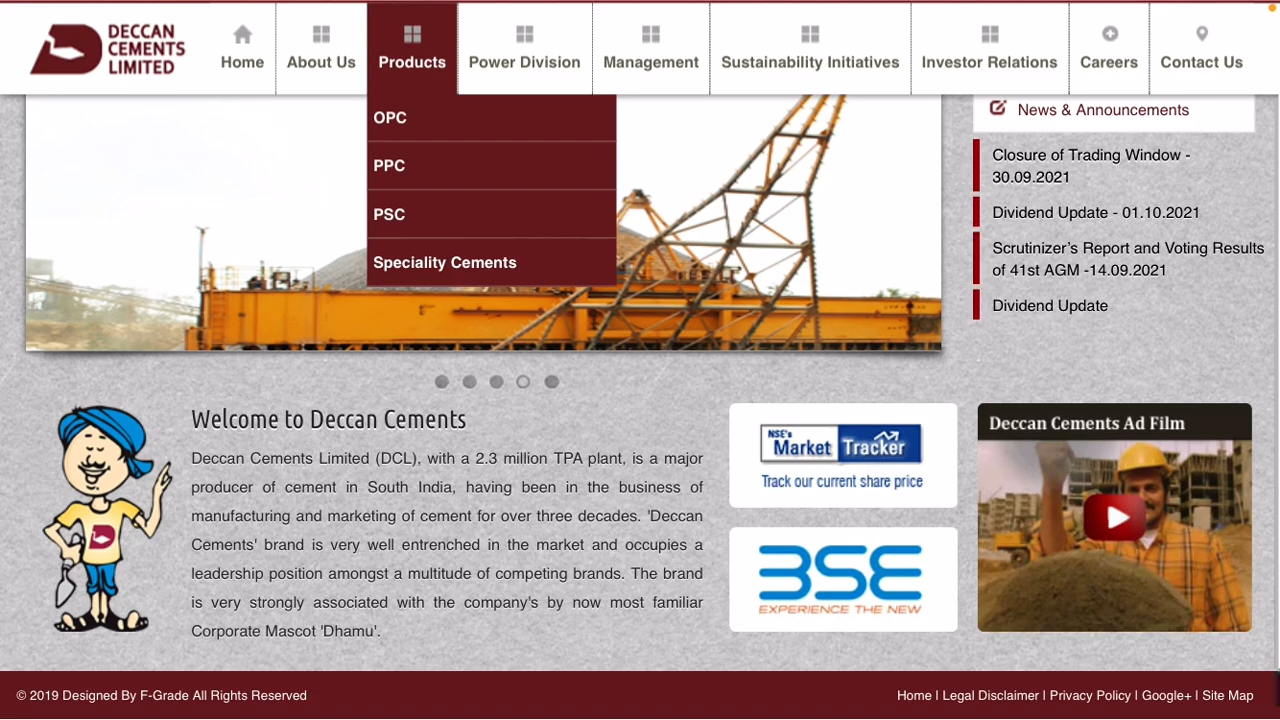 DECCAN
CEMENTS
LIMITED
Home
About Us
Products
Power Division
Management
Sustainability Initiatives
Investor Relations
Careers
Contact Us
OPC
PPC
PSC
Speciality Cements
News & Announcements
Closure of Trading Window -
30.09.2021
Dividend Update - 01.10.2021
Scrutinizer’s Report and Voting Results
of 41st AGM -14.09.2021
Dividend Update
Welcome to Deccan Cements
Deccan Cements Limited (DCL), with a 2.3 million TPA plant, is a major
producer of cement in South India, having been in the business of
manufacturing and marketing of cement for over three decades. 'Deccan
Cements' brand is very well entrenched in the market and occupies a
leadership position amongst a multitude of competing brands. The brand
is very strongly associated with the company's by now most familiar
Corporate Mascot 'Dhamu'.
NSE's
Market Tracker
Track our current share price
BSE
EXPERIENCE THE NEW
Deccan Cements Ad Film
© 2019 Designed By F-Grade All Rights Reserved
Home | Legal Disclaimer | Privacy Policy | Google+ | Site Map